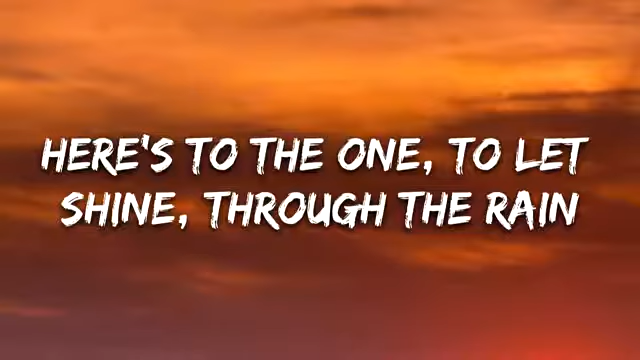 HERE'S TO THE ONE, TO LET
SHINE, THROUGH THE RAIN